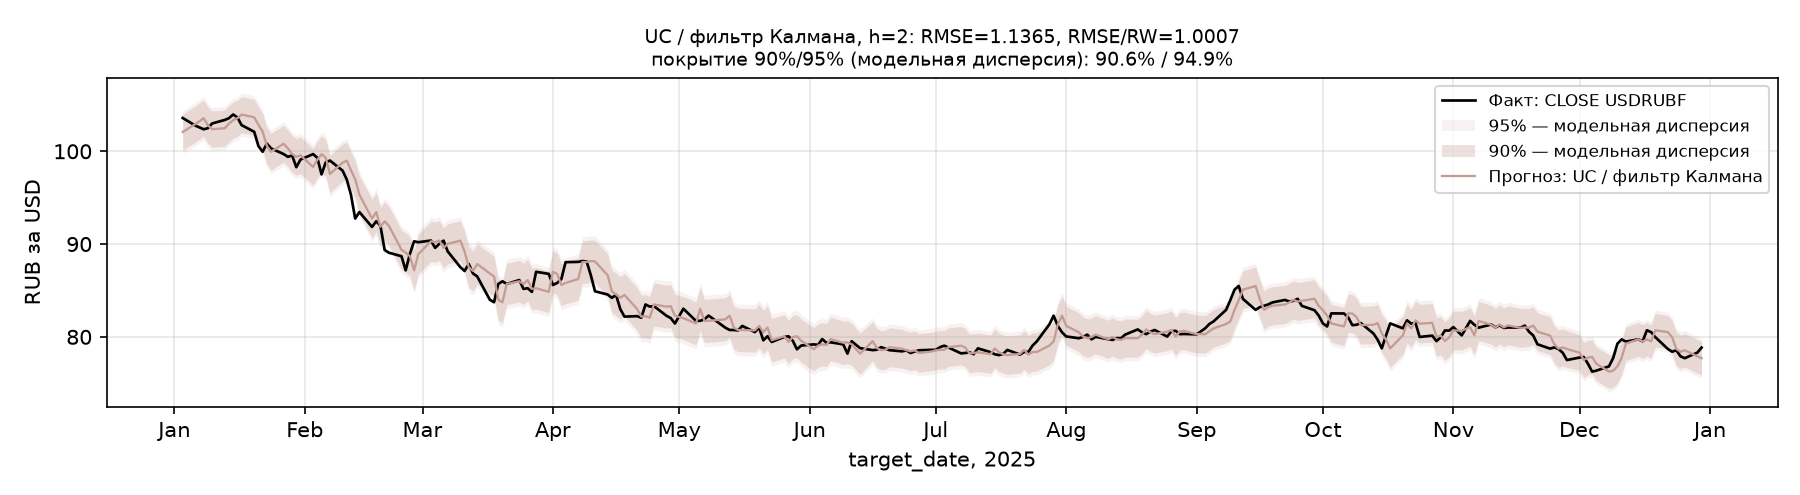 UC / фильтр Калмана, h=2: RMSE=1.1365, RMSE/RW=1.0007
покрытие 90%/95% (модельная дисперсия): 90.6% / 94.9%
Факт: CLOSE USDRUBF
95% — модельная дисперсия
90% — модельная дисперсия
Прогноз: UC / фильтр Калмана
RUB за USD
100
90
80
Jan Feb Mar Apr May Jun Jul Aug Sep Oct Nov Dec Jan
target_date, 2025